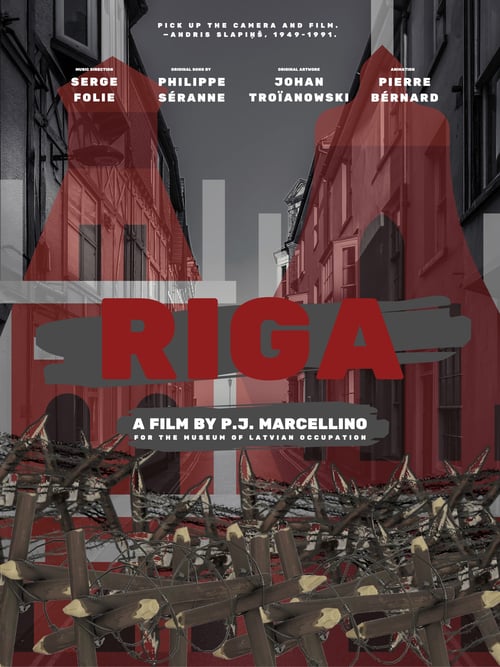 PICK UP THE CAMERA AND FILM.
—ANDRIS SLAPIŅŠ, 1949-1991.
MUSIC DIRECTION
SERGE
FOLIE
ORIGINAL SONG BY
PHILIPPE
SÉRANNE
ORIGINAL ARTWORK
JOHAN
TROÏANOWSKI
ANIMATION
PIERRE
BÉRNARD
RIGA
A FILM BY P.J. MARCELLINO
FOR THE MUSEUM OF LATVIAN OCCUPATION